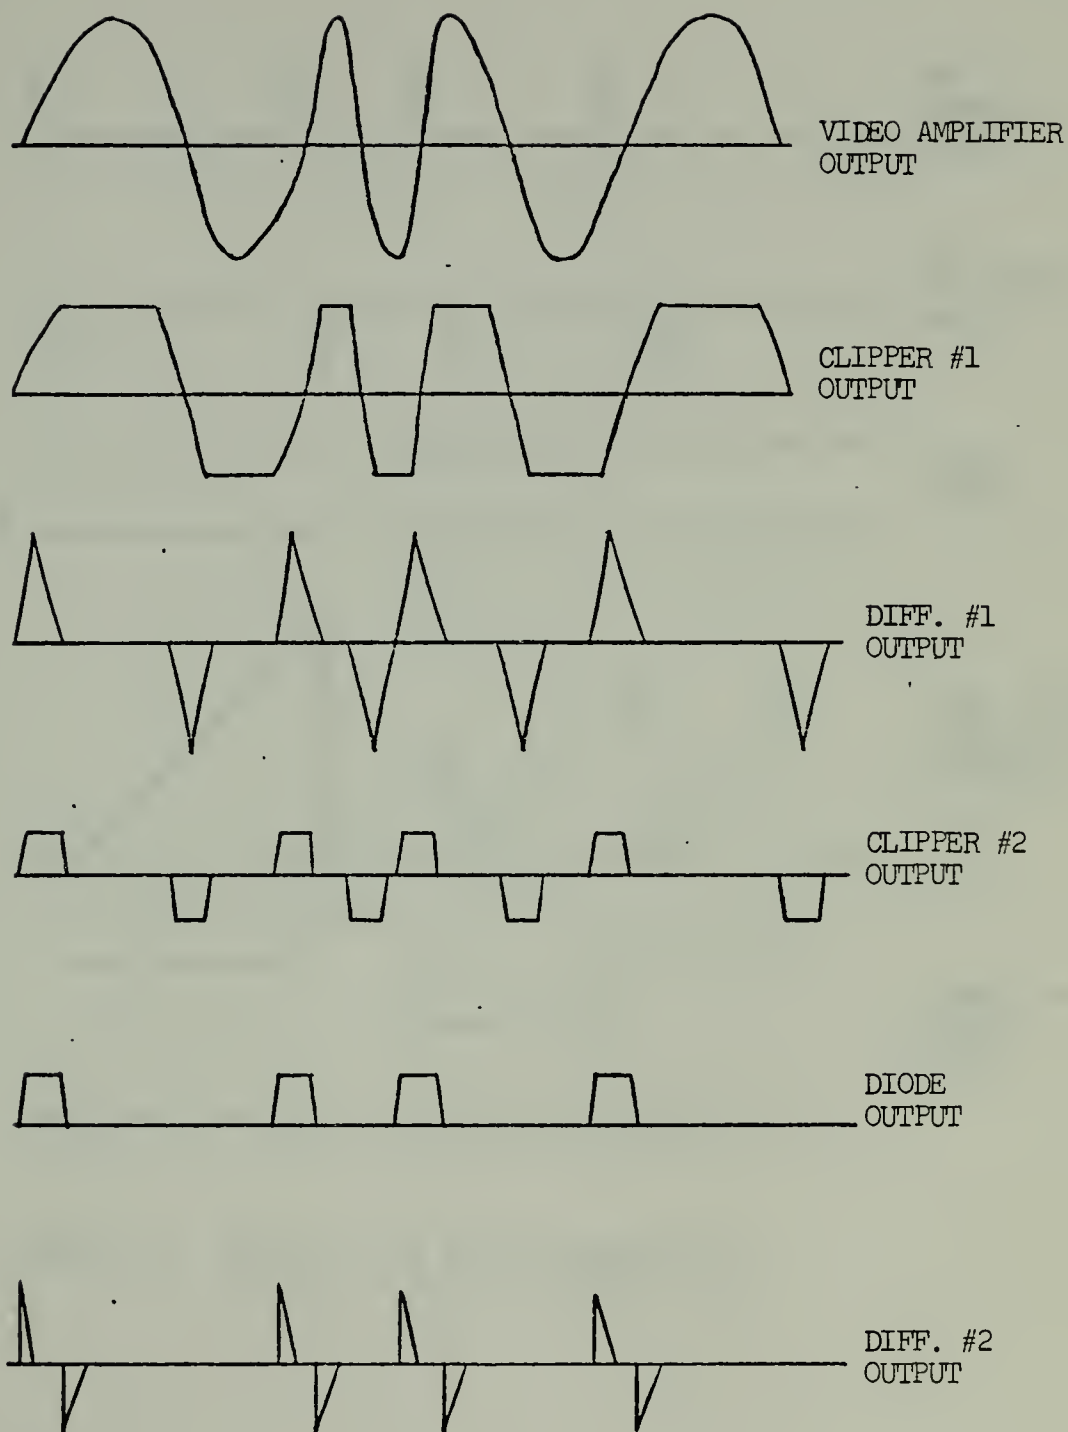 VIDEO AMPLIFIER
OUTPUT
CLIPPER #1
OUTPUT
DIFF. #1
OUTPUT
CLIPPER #2
OUTPUT
DIODE
OUTPUT
DIFF. #2
OUTPUT